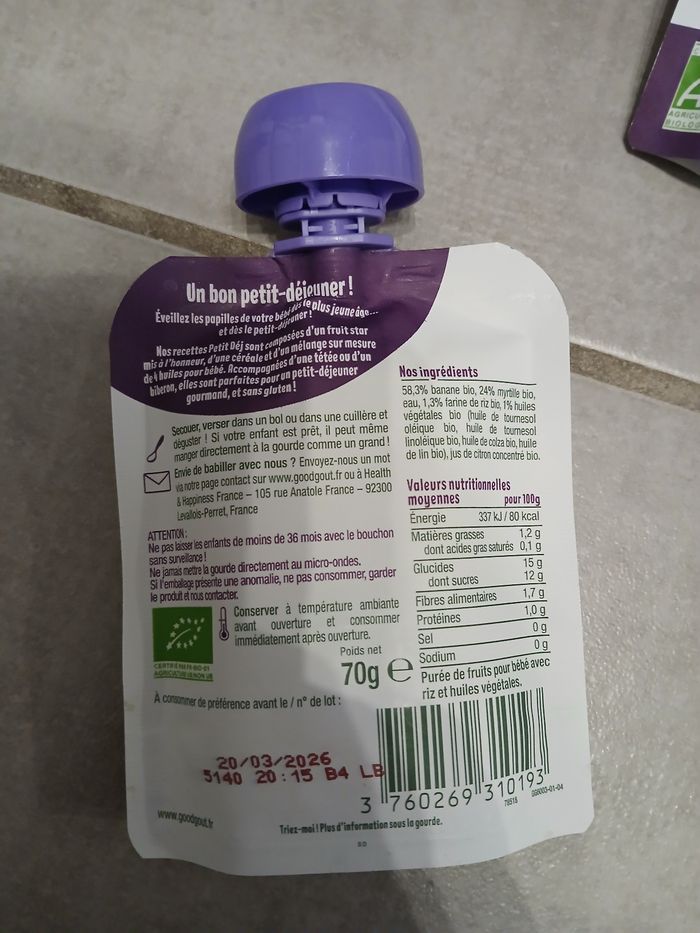 Un bon petit-déjeuner !
Éveillez les papilles de votre bébé dès le plus jeune âge...
et dès le petit-déjeuner !
Nos recettes Petit Déj sont composées d'un fruit star
mis à l'honneur, d'une céréale et d'un mélange sur mesure
de 4 huiles pour bébé. Accompagnées d'une tétée ou d'un
biberon, elles sont parfaites pour un petit-déjeuner
gourmand, et sans gluten !
Secouer, verser dans un bol ou dans une cuillère et
déguster ! Si votre enfant est prêt, il peut même
manger directement à la gourde comme un grand !
Envie de babiller avec nous ? Envoyez-nous un mot
via notre page contact sur www.goodgout.fr ou à Health
& Happiness France – 105 rue Anatole France – 92300
Levallois-Perret, France
ATTENTION :
Ne pas laisser les enfants de moins de 36 mois avec le bouchon
sans surveillance !
Ne jamais mettre la gourde directement au micro-ondes.
Si l'emballage présente une anomalie, ne pas consommer, garder
le produit et nous contacter.
Conserver à température ambiante
avant ouverture et consommer
immédiatement après ouverture.
CERTIFIÉ PAR FR-BIO-01
AGRICULTURE UE/NON UE
Poids net
70g e
À consommer de préférence avant le / n° de lot :
20/03/2026
5140 20:15 B4 LB
www.goodgout.fr
Triez-moi ! Plus d'information sous la gourde.
Nos ingrédients
58,3% banane bio, 24% myrtille bio,
eau, 1,3% farine de riz bio, 1% huiles
végétales bio (huile de tournesol
oléique bio, huile de tournesol
linoléique bio, huile de colza bio, huile
de lin bio), jus de citron concentré bio.
Valeurs nutritionnelles
moyennes pour 100g
Énergie 337 kJ / 80 kcal
Matières grasses 1,2 g
dont acides gras saturés 0,1 g
Glucides 15 g
dont sucres 12 g
Fibres alimentaires 1,7 g
Protéines 1,0 g
Sel 0 g
Sodium 0 g
Purée de fruits pour bébé avec
riz et huiles végétales.
3 760269 310193
78518
A
AGRICU
BIOLOG